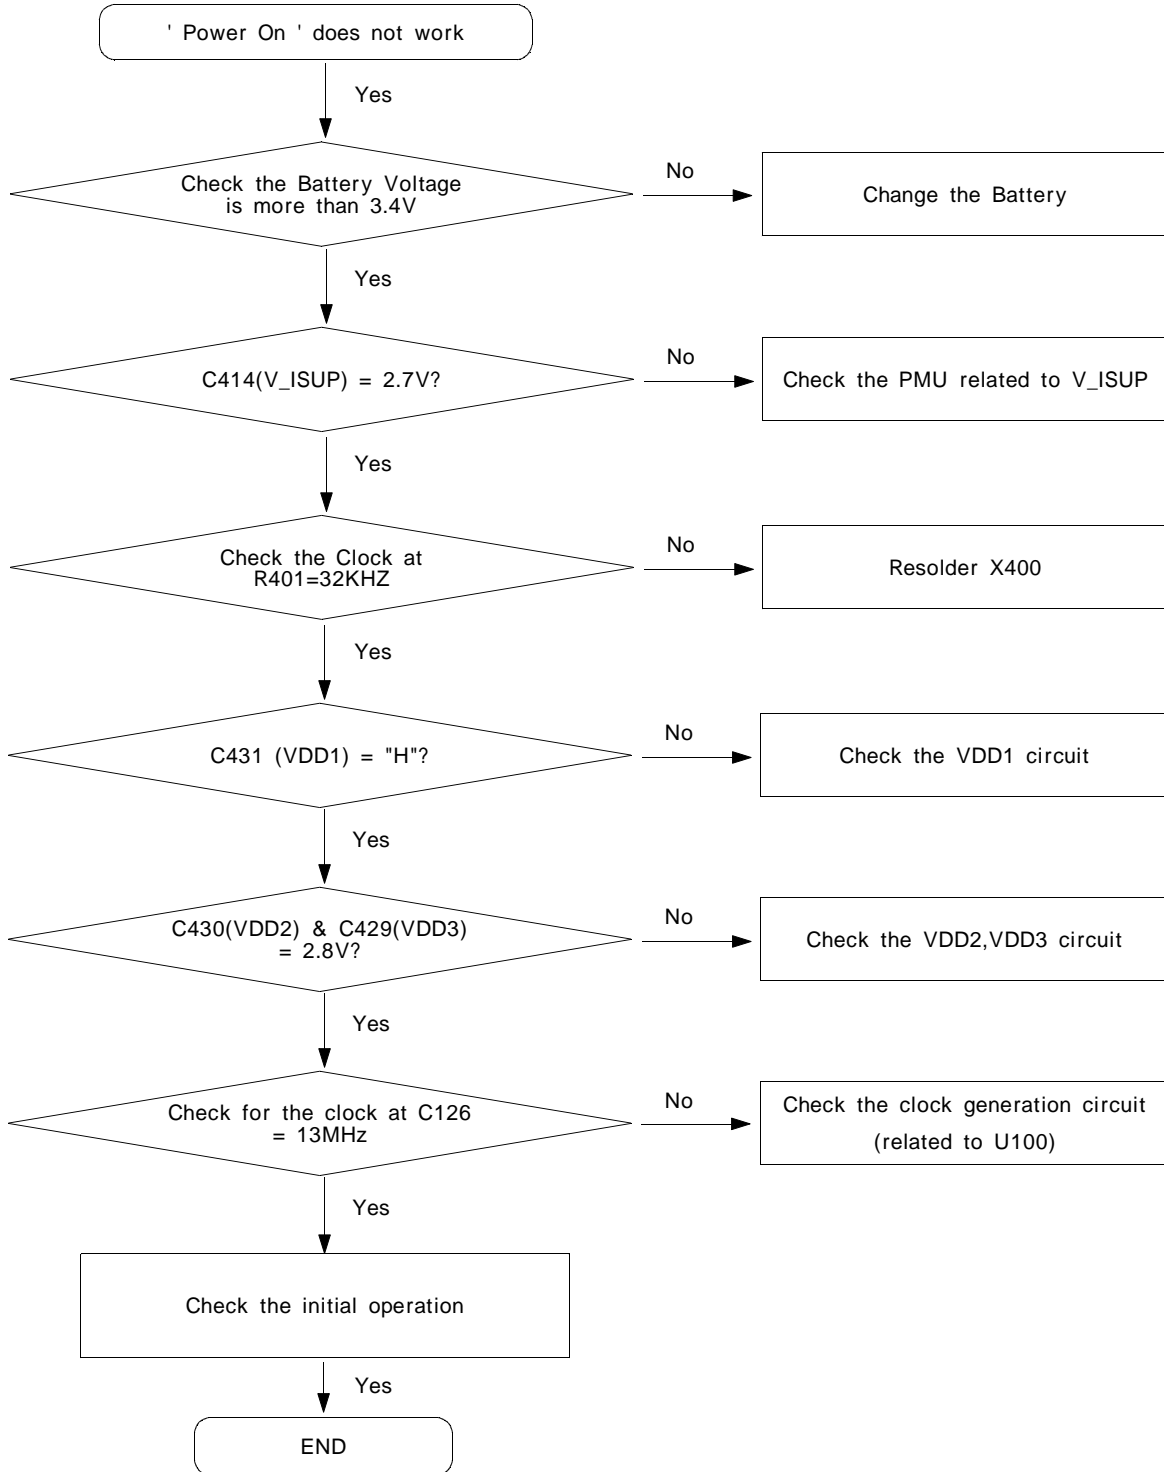 ' Power On ' does not work
Yes
Check the Battery Voltage
is more than 3.4V
No
Change the Battery
Yes
C414(V_ISUP) = 2.7V?
No
Check the PMU related to V_ISUP
Yes
Check the Clock at
R401=32KHZ
No
Resolder X400
Yes
C431 (VDD1) = "H"?
No
Check the VDD1 circuit
Yes
C430(VDD2) & C429(VDD3)
= 2.8V?
No
Check the VDD2,VDD3 circuit
Yes
Check for the clock at C126
= 13MHz
No
Check the clock generation circuit
(related to U100)
Yes
Check the initial operation
Yes
END